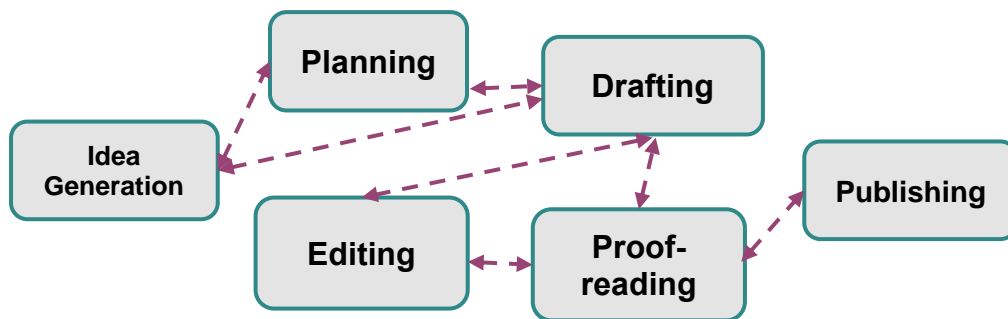 Planning
Drafting
Idea
Generation
Publishing
Editing
Proof-
reading